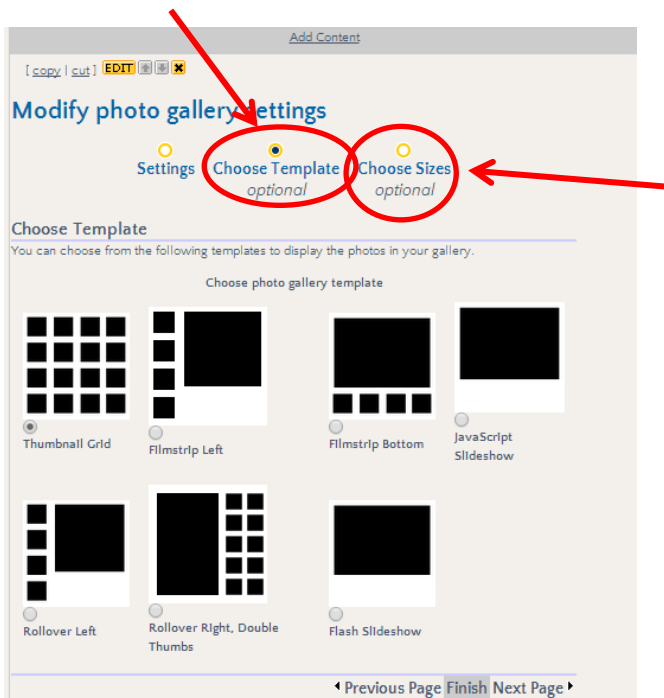 Add Content
[ copy | cut ] EDIT
Modify photo gallery settings
Settings Choose Template Choose Sizes
optional optional
Choose Template
You can choose from the following templates to display the photos in your gallery.
Choose photo gallery template
Thumbnail Grid
Filmstrip Left
Filmstrip Bottom
JavaScript
Slideshow
Rollover Left
Rollover Right, Double
Thumbs
Flash Slideshow
Previous Page Finish Next Page